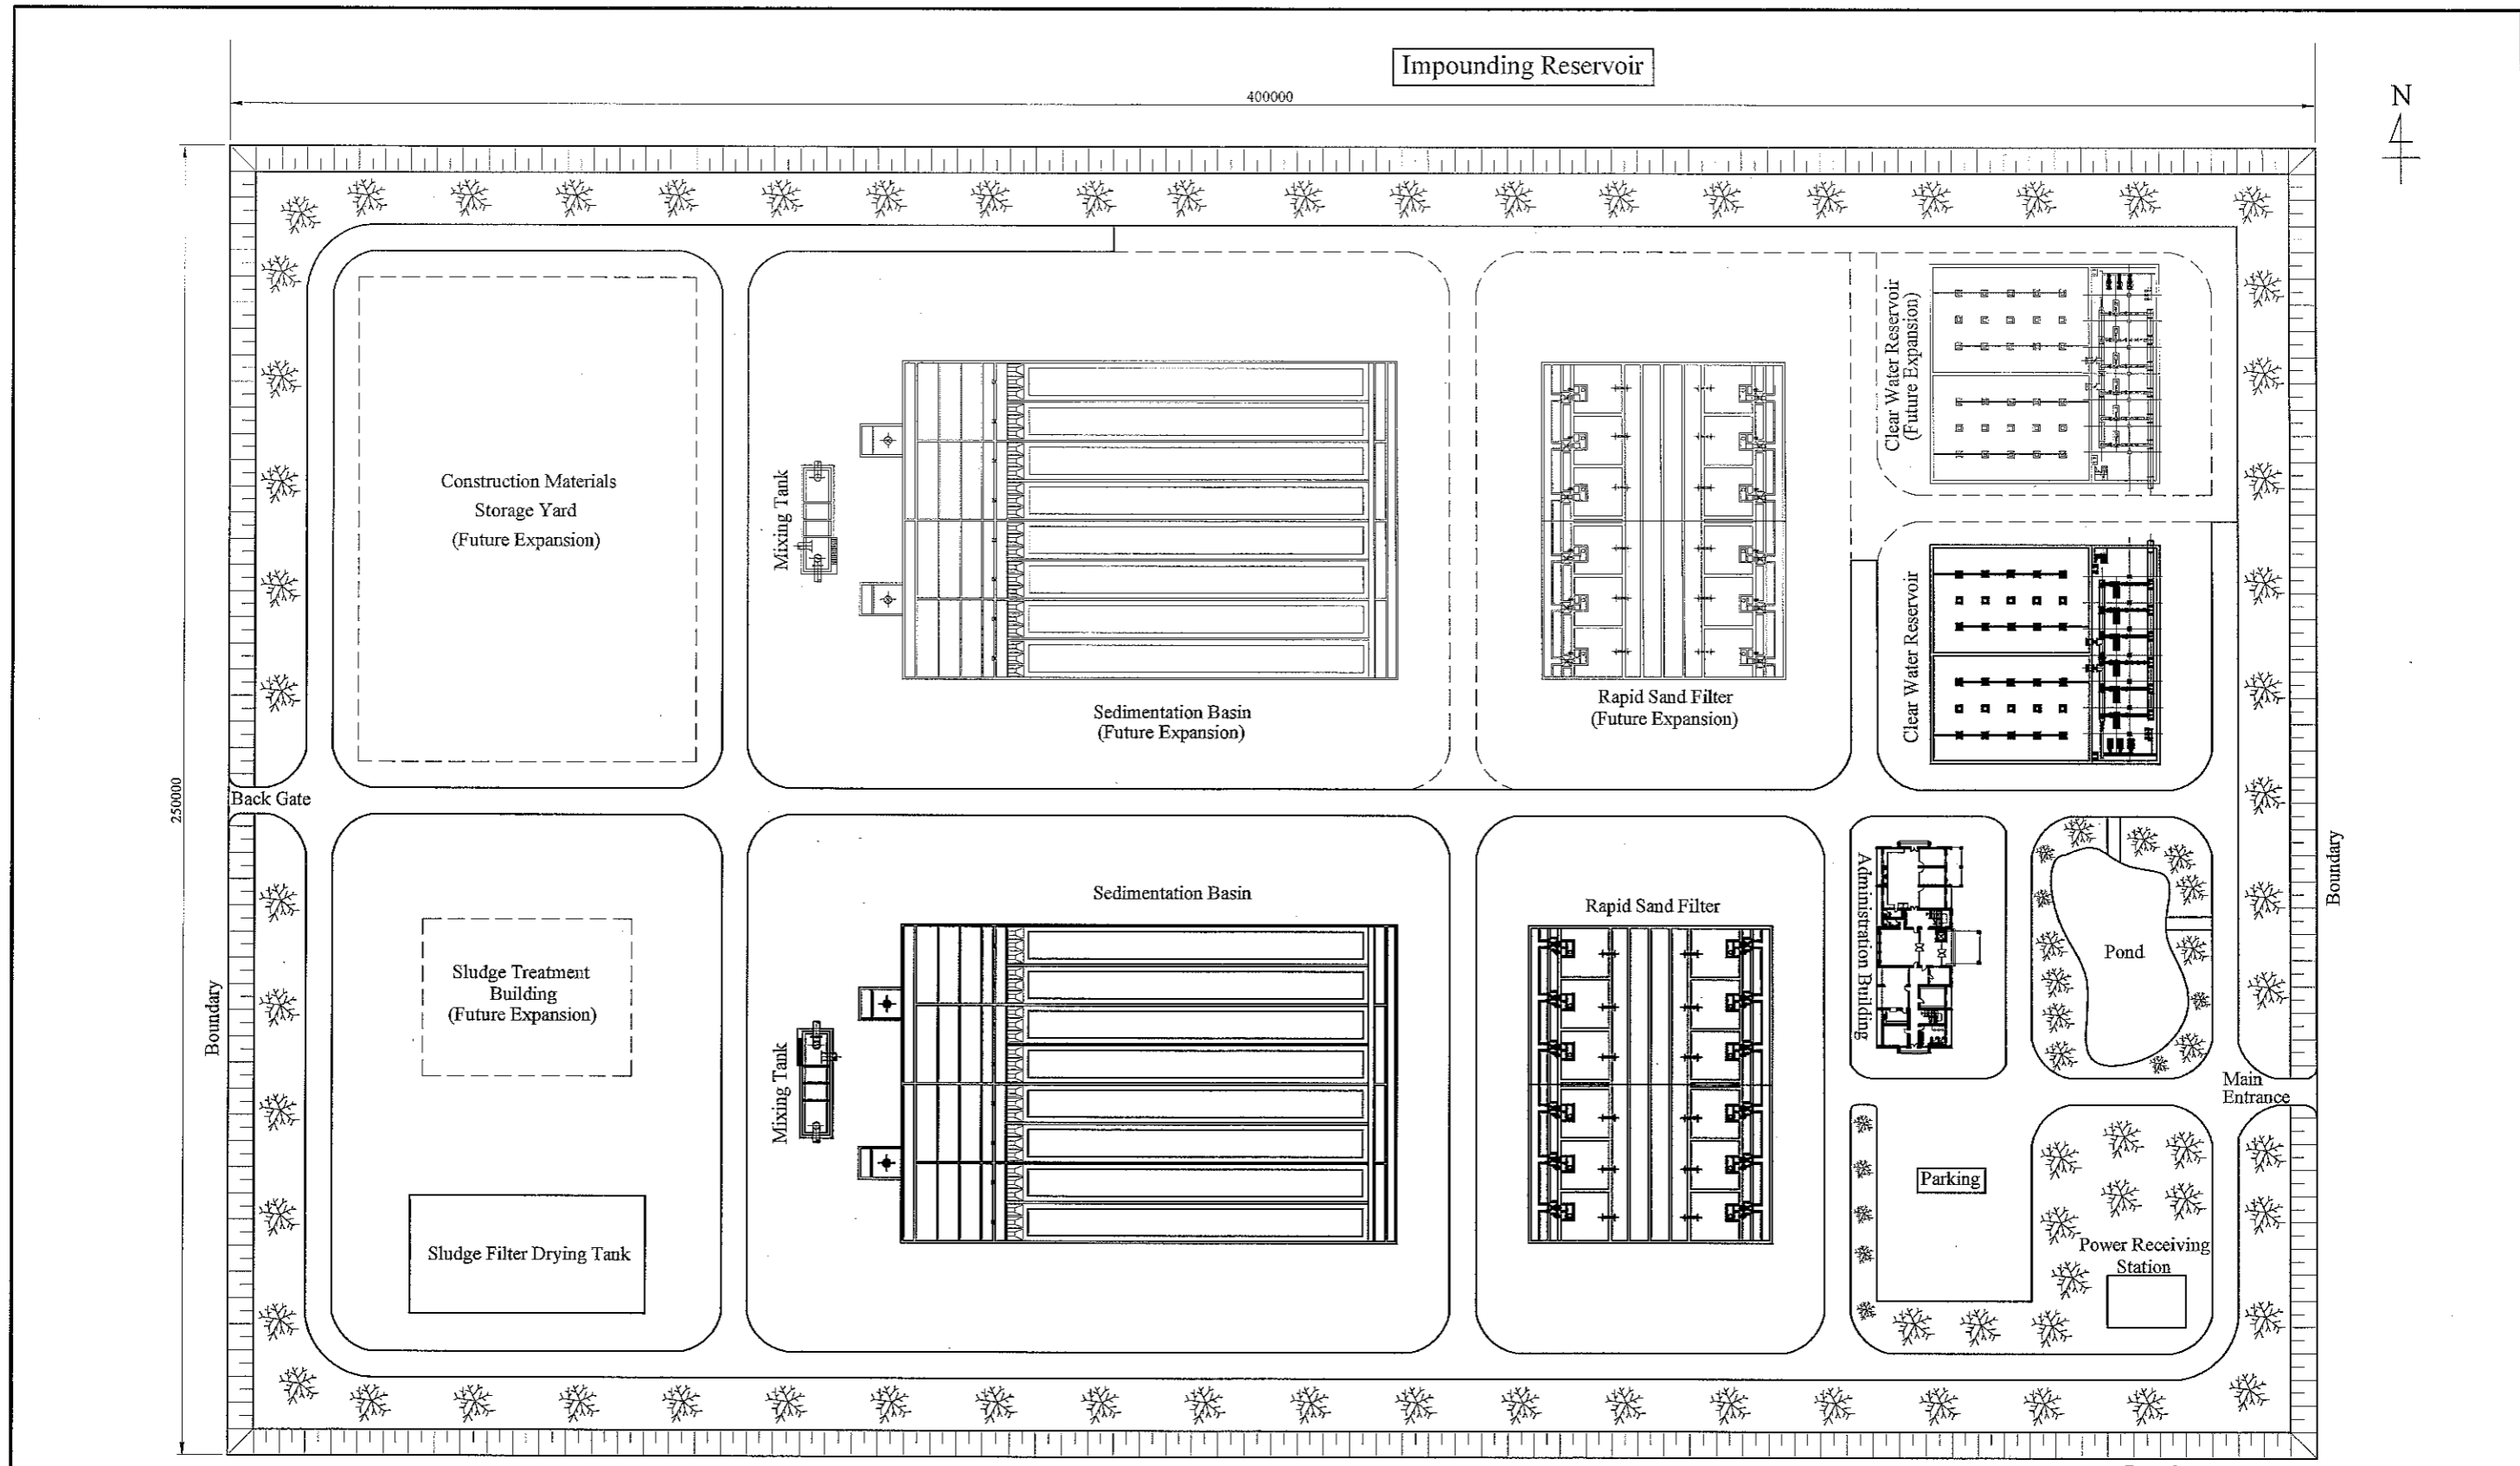 Impounding Reservoir
400000
N
250000
Clear Water Reservoir
(Future Expansion)
Construction Materials
Storage Yard
(Future Expansion)
Mixing Tank
Clear Water Reservoir
Rapid Sand Filter
(Future Expansion)
Sedimentation Basin
(Future Expansion)
Back Gate
Boundary
Administration Building
Sedimentation Basin
Rapid Sand Filter
Pond
Sludge Treatment
Building
(Future Expansion)
Boundary
Mixing Tank
Main
Entrance
Parking
Power Receiving
Station
Sludge Filter Drying Tank